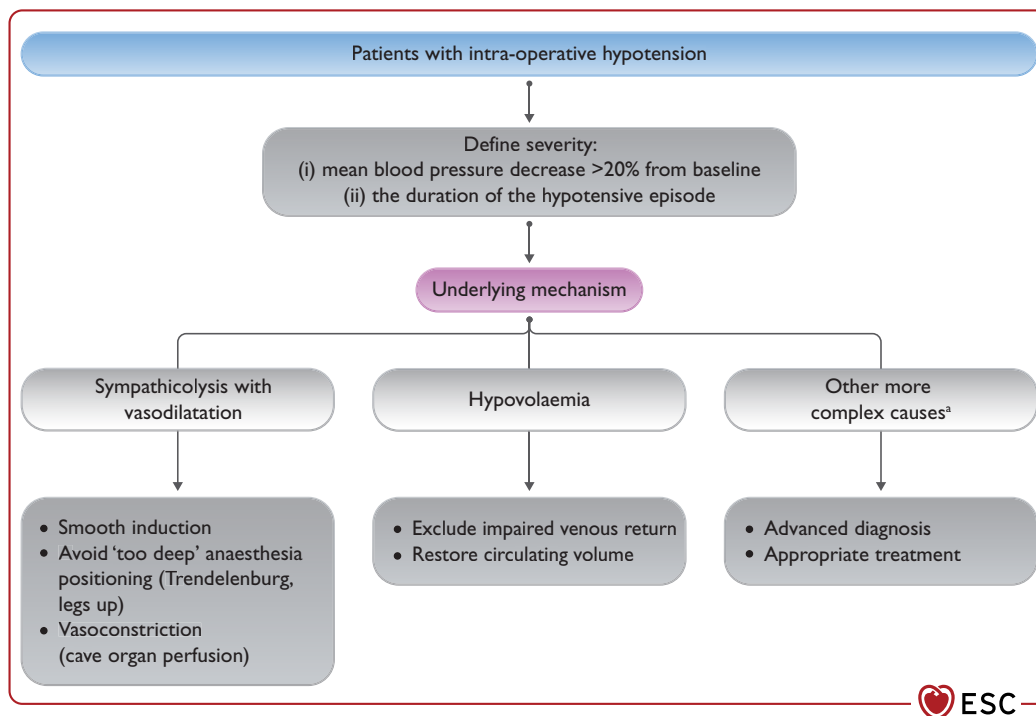 Patients with intra-operative hypotension
Define severity:
(i) mean blood pressure decrease >20% from baseline
(ii) the duration of the hypotensive episode
Underlying mechanism
Sympathicolysis with
vasodilatation
Hypovolaemia
Other more
complex causesᵃ
• Smooth induction
• Avoid ‘too deep’ anaesthesia
positioning (Trendelenburg,
legs up)
• Vasoconstriction
(cave organ perfusion)
• Exclude impaired venous return
• Restore circulating volume
• Advanced diagnosis
• Appropriate treatment
ESC